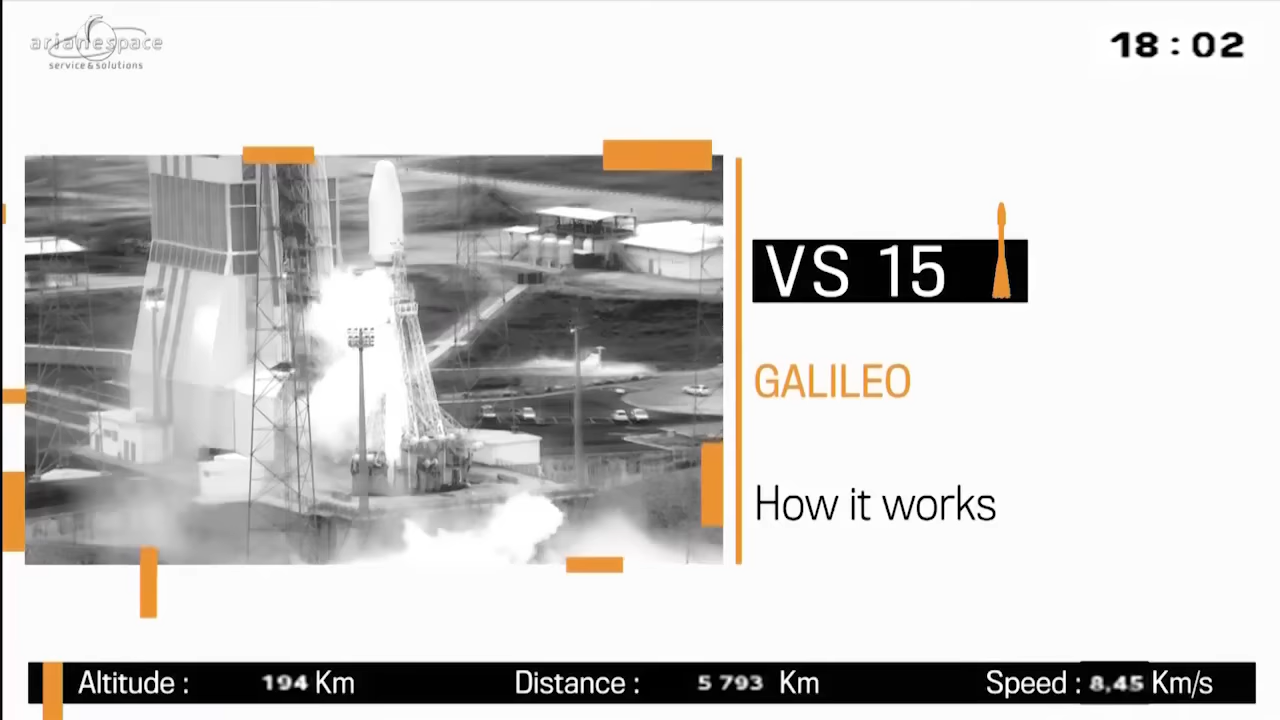 arianespace
service & solutions
18 : 02
VS 15
GALILEO
How it works
Altitude : 194 Km Distance : 5 793 Km Speed : 8,45 Km/s